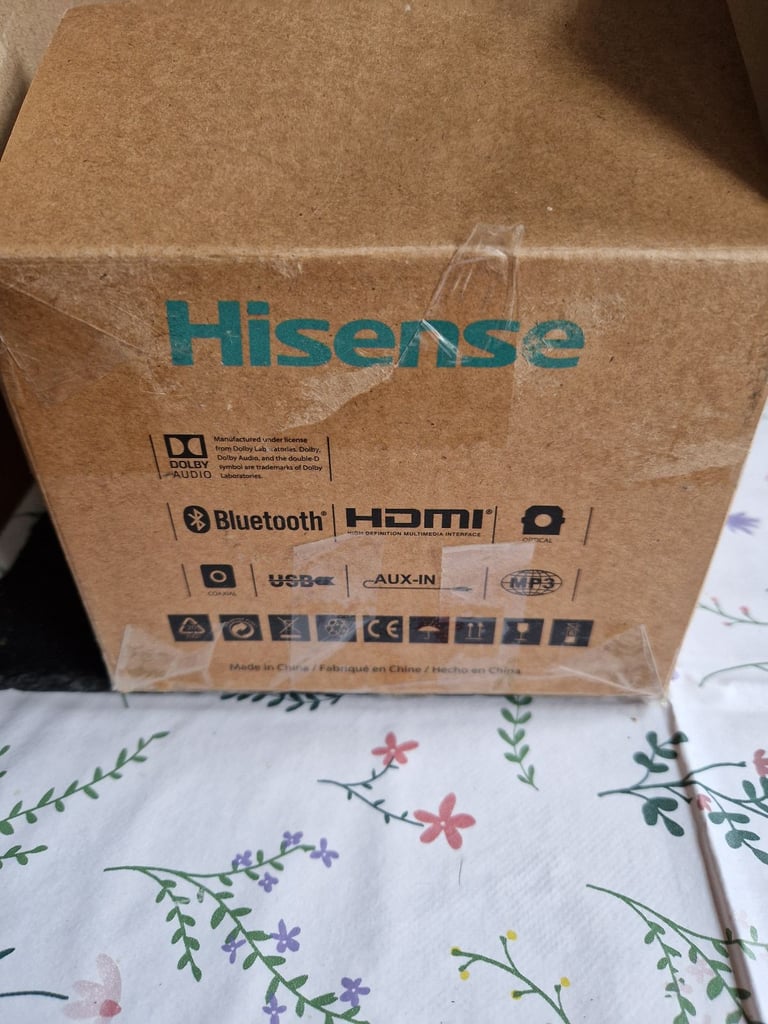 Hisense
DOLBY
AUDIO
Manufactured under license
from Dolby Laboratories. Dolby,
Dolby Audio, and the double-D
symbol are trademarks of Dolby
Laboratories.
Bluetooth®
HDMI®
HIGH DEFINITION MULTIMEDIA INTERFACE
OPTICAL
COAXIAL
USB
AUX-IN
MP3
CE
Made in China / Fabriqué en Chine / Hecho en China